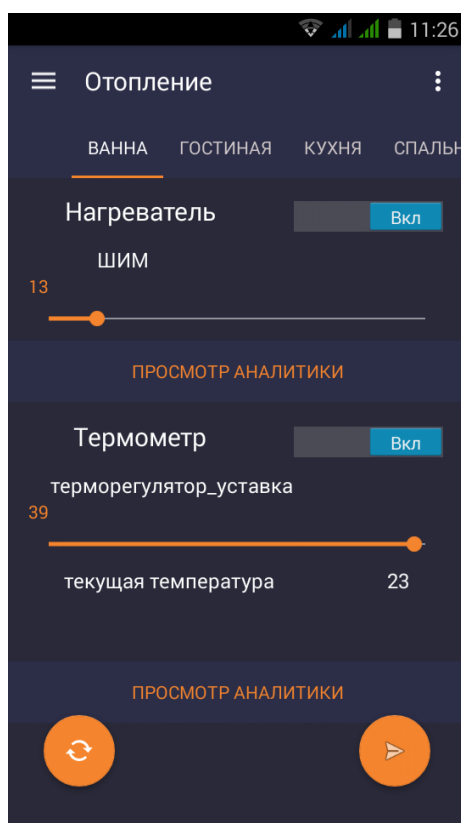 11:26
Отопление
ВАННА ГОСТИНАЯ КУХНЯ СПАЛЬН
Нагреватель Вкл
ШИМ
13
ПРОСМОТР АНАЛИТИКИ
Термометр Вкл
терморегулятор_уставка
39
текущая температура 23
ПРОСМОТР АНАЛИТИКИ